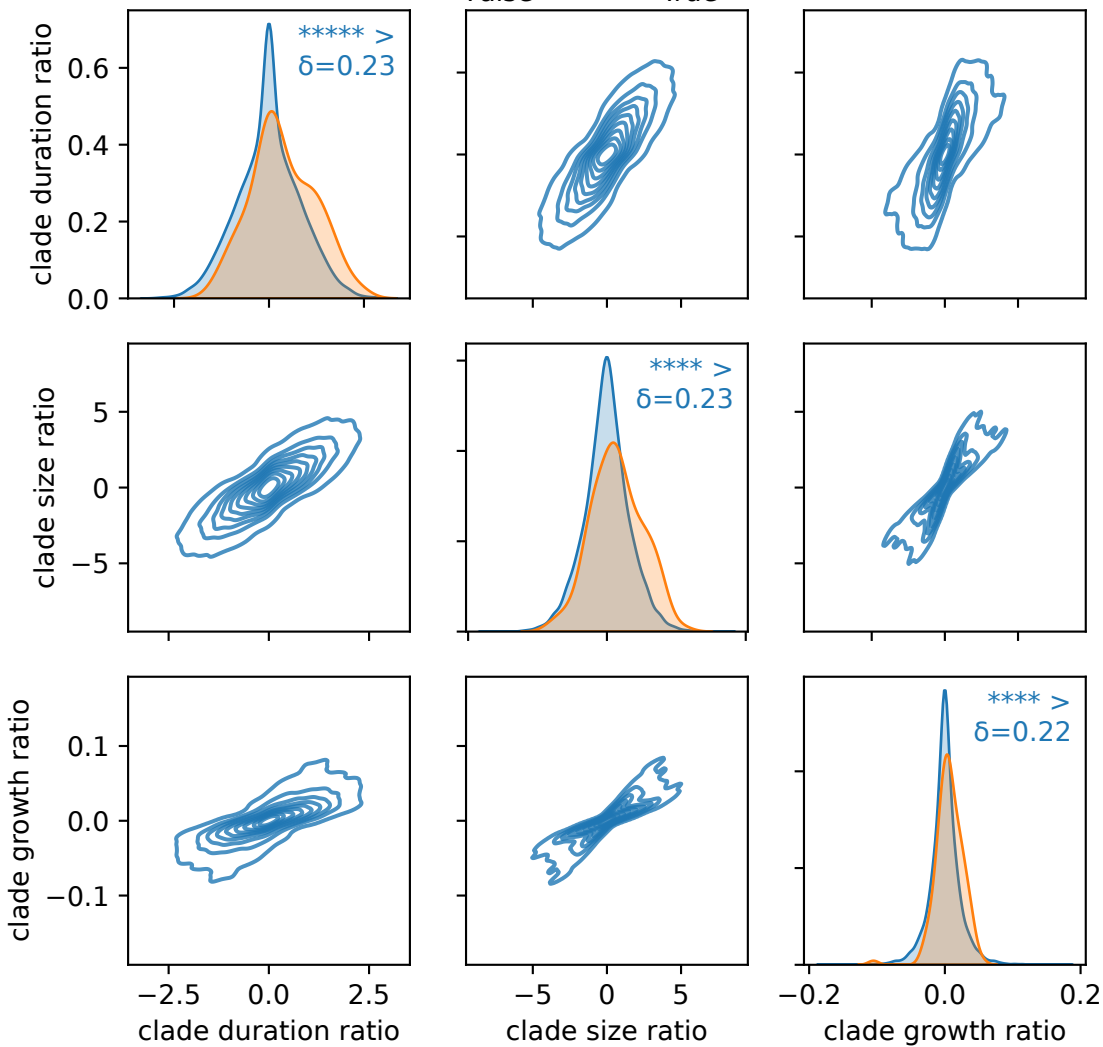 clade duration ratio
0.6
0.4
0.2
0.0
***** >
δ=0.23
clade size ratio
5
0
−5
**** >
δ=0.23
clade growth ratio
0.1
0.0
−0.1
**** >
δ=0.22
−2.5 0.0 2.5
clade duration ratio
−5 0 5
clade size ratio
−0.2 0.0 0.2
clade growth ratio